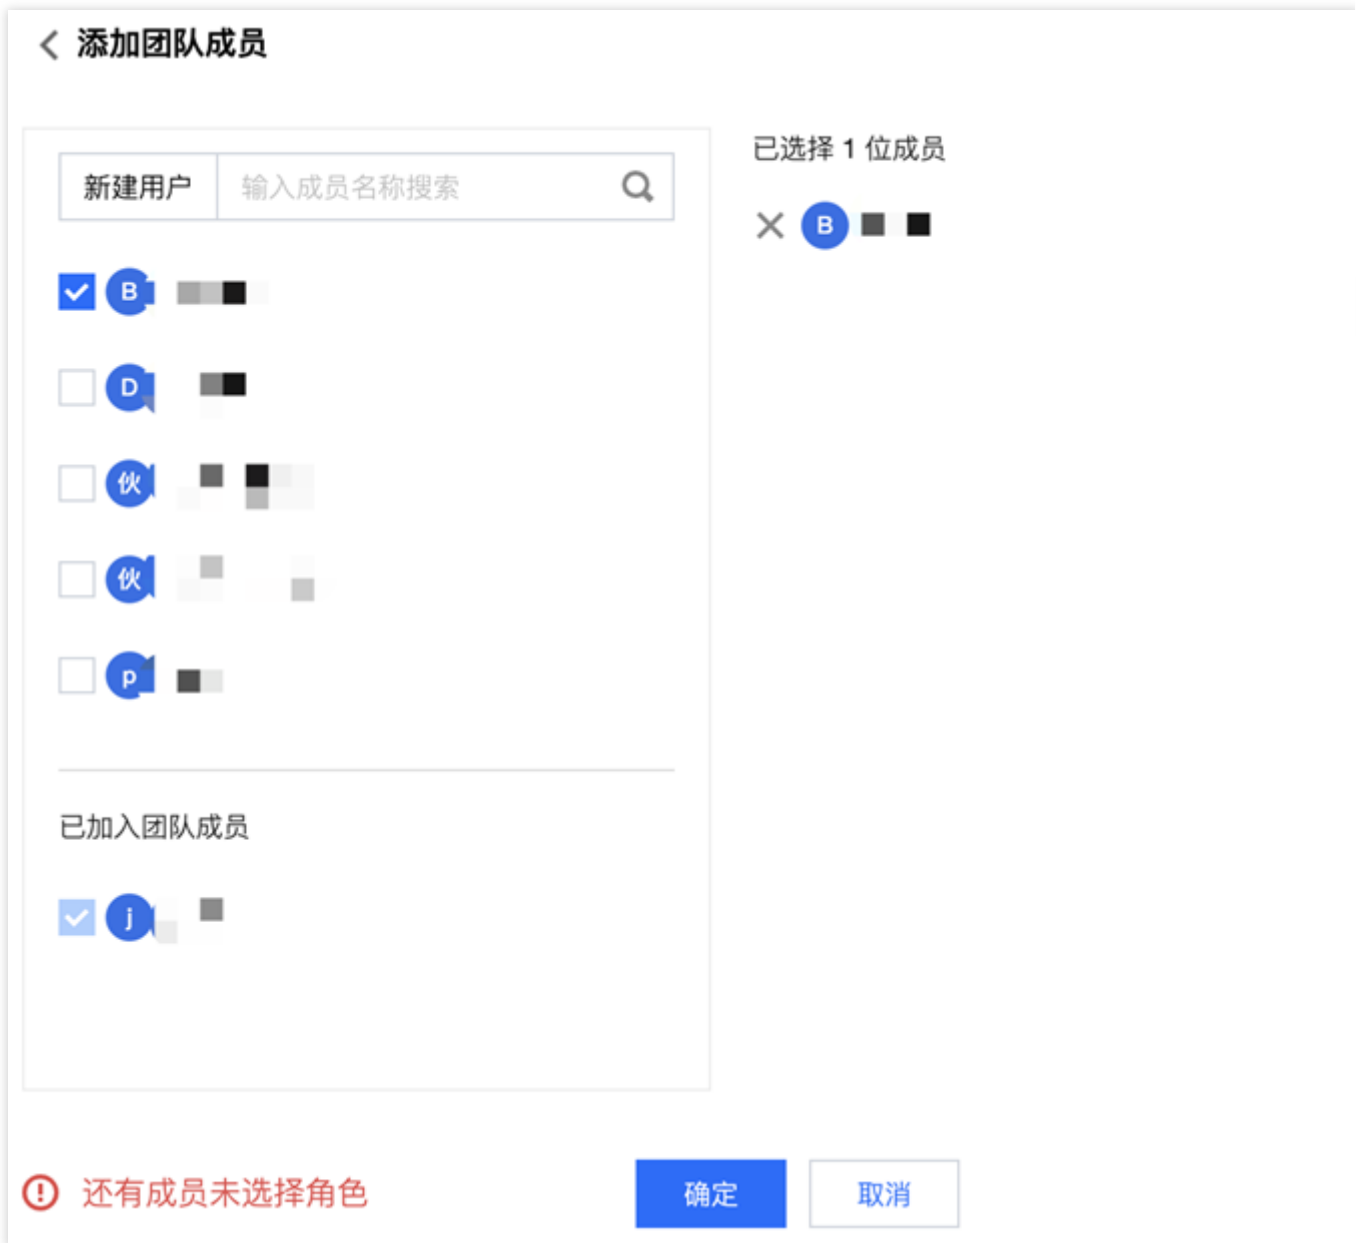 添加团队成员
新建用户
输入成员名称搜索
B
D
伙
伙
p
已加入团队成员
j
已选择 1 位成员
B
还有成员未选择角色
确定
取消